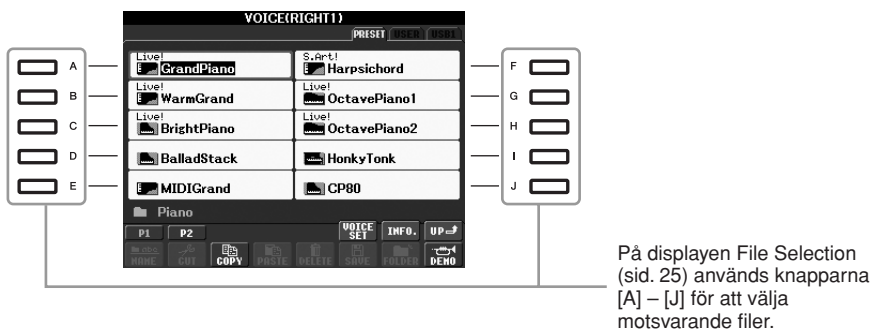 VOICE(RIGHT1)
PRESET USER USB1
A Live! GrandPiano S.Art! Harpsichord F
B Live! WarmGrand Live! OctavePiano1 G
C Live! BrightPiano Live! OctavePiano2 H
D BalladStack HonkyTonk I
E MIDIGrand CP80 J
Piano
P1 P2 VOICE SET INFO. UP
NAME CUT COPY PASTE DELETE SAVE FOLDER DEMO
På displayen File Selection
(sid. 25) används knapparna
[A] – [J] för att välja
motsvarande filer.